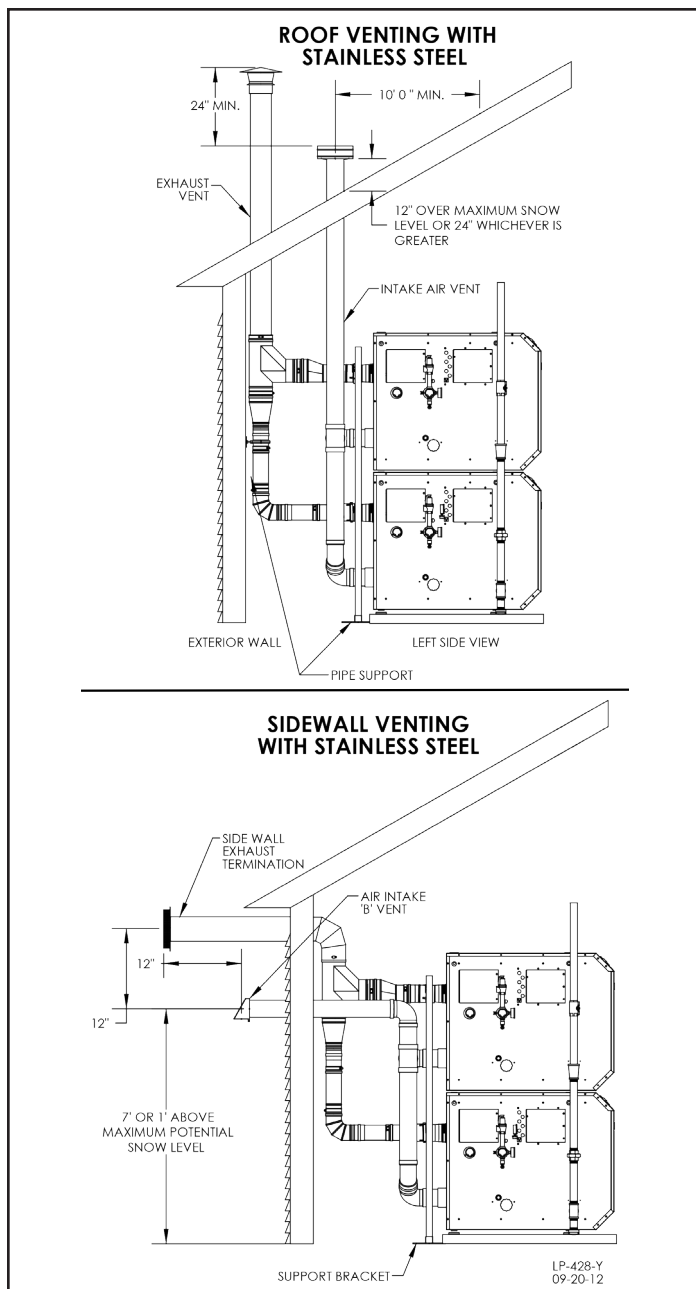 ROOF VENTING WITH
STAINLESS STEEL
24" MIN.
10' 0 " MIN.
EXHAUST
VENT
12" OVER MAXIMUM SNOW
LEVEL OR 24" WHICHEVER IS
GREATER
INTAKE AIR VENT
EXTERIOR WALL
LEFT SIDE VIEW
PIPE SUPPORT
SIDEWALL VENTING
WITH STAINLESS STEEL
SIDE WALL
EXHAUST
TERMINATION
AIR INTAKE
'B' VENT
12"
12"
7' OR 1' ABOVE
MAXIMUM POTENTIAL
SNOW LEVEL
SUPPORT BRACKET
LP-428-Y
09-20-12